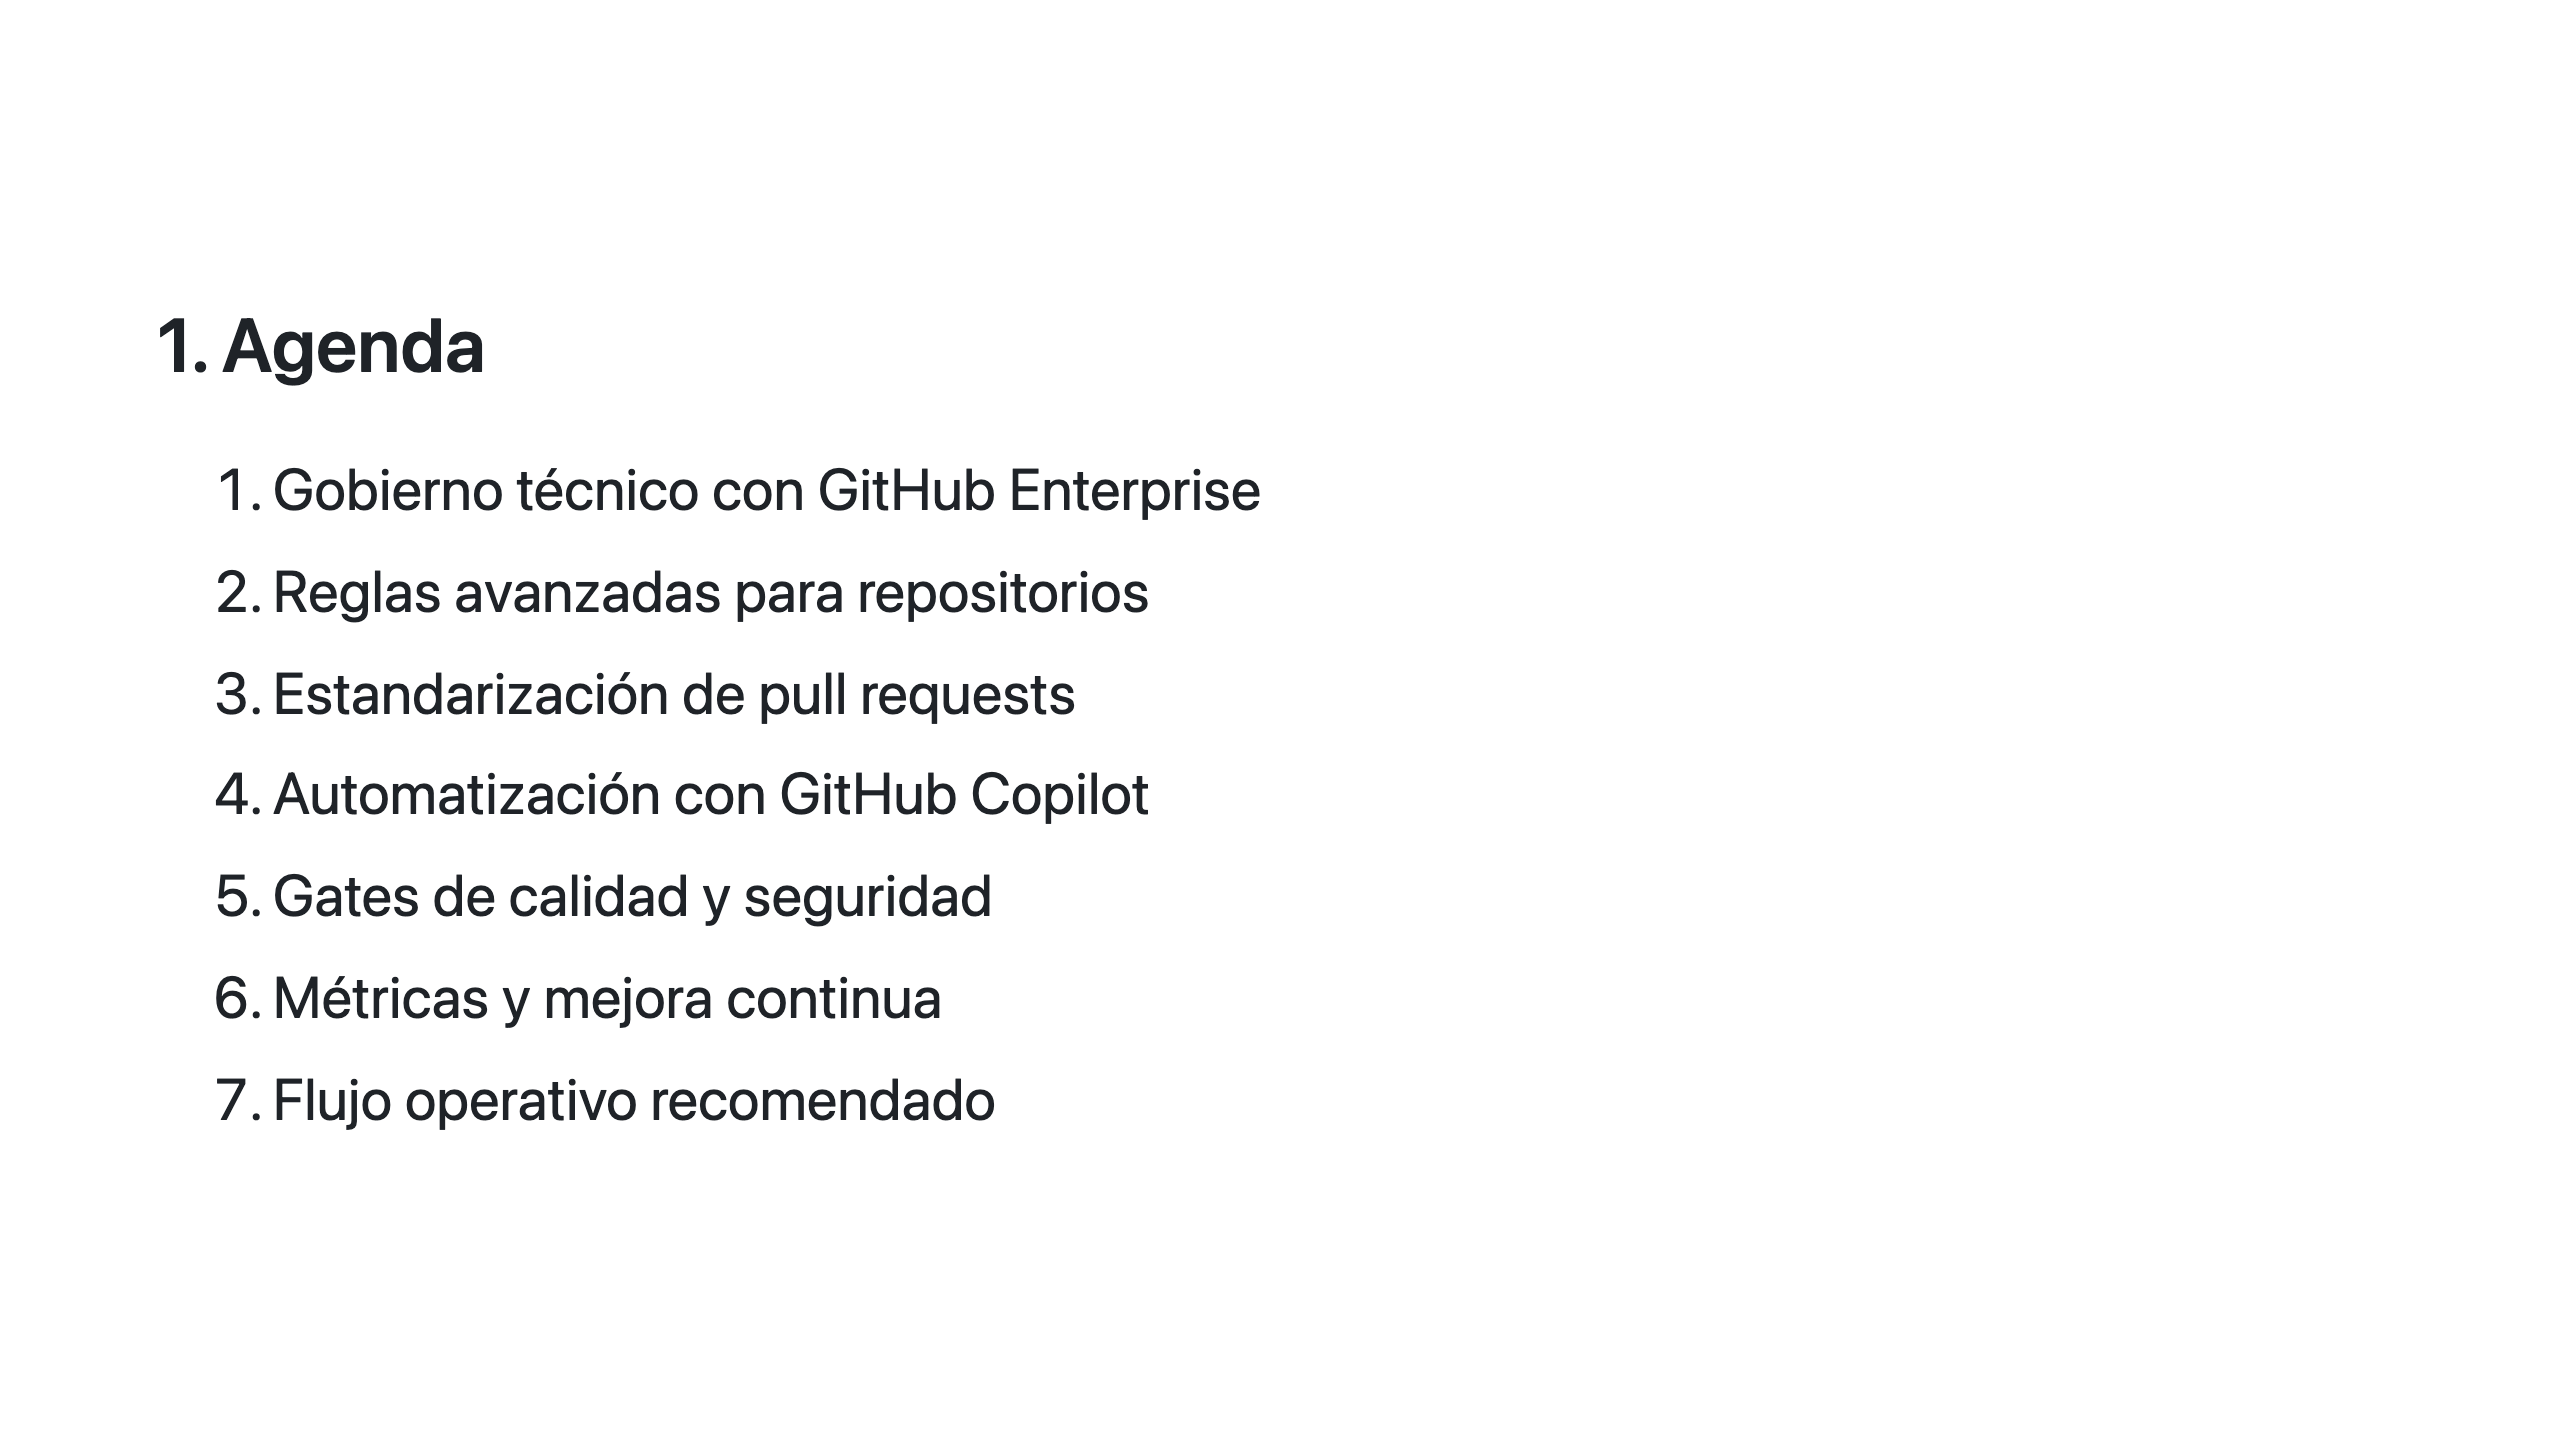 1. Agenda
1. Gobierno técnico con GitHub Enterprise
2. Reglas avanzadas para repositorios
3. Estandarización de pull requests
4. Automatización con GitHub Copilot
5. Gates de calidad y seguridad
6. Métricas y mejora continua
7. Flujo operativo recomendado